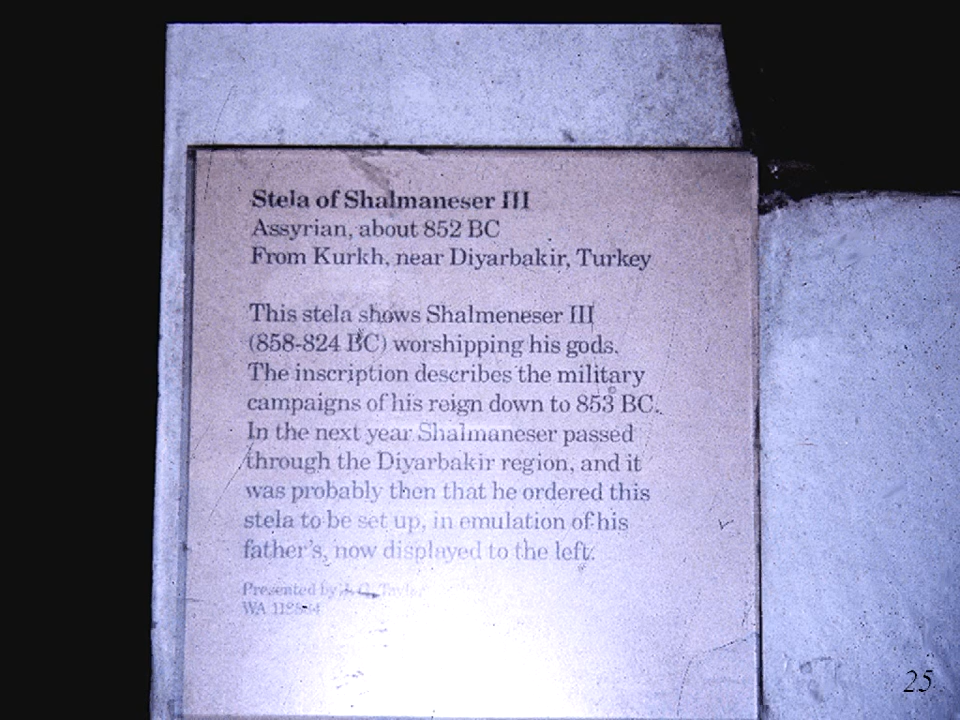 Stela of Shalmaneser III
Assyrian, about 852 BC
From Kurkh, near Diyarbakir, Turkey
This stela shows Shalmeneser III
(858-824 BC) worshipping his gods.
The inscription describes the military
campaigns of his reign down to 853 BC.
In the next year Shalmaneser passed
through the Diyarbakir region, and it
was probably then that he ordered this
stela to be set up, in emulation of his
father's, now displayed to the left.
Presented by J. G. Taylor
WA
25